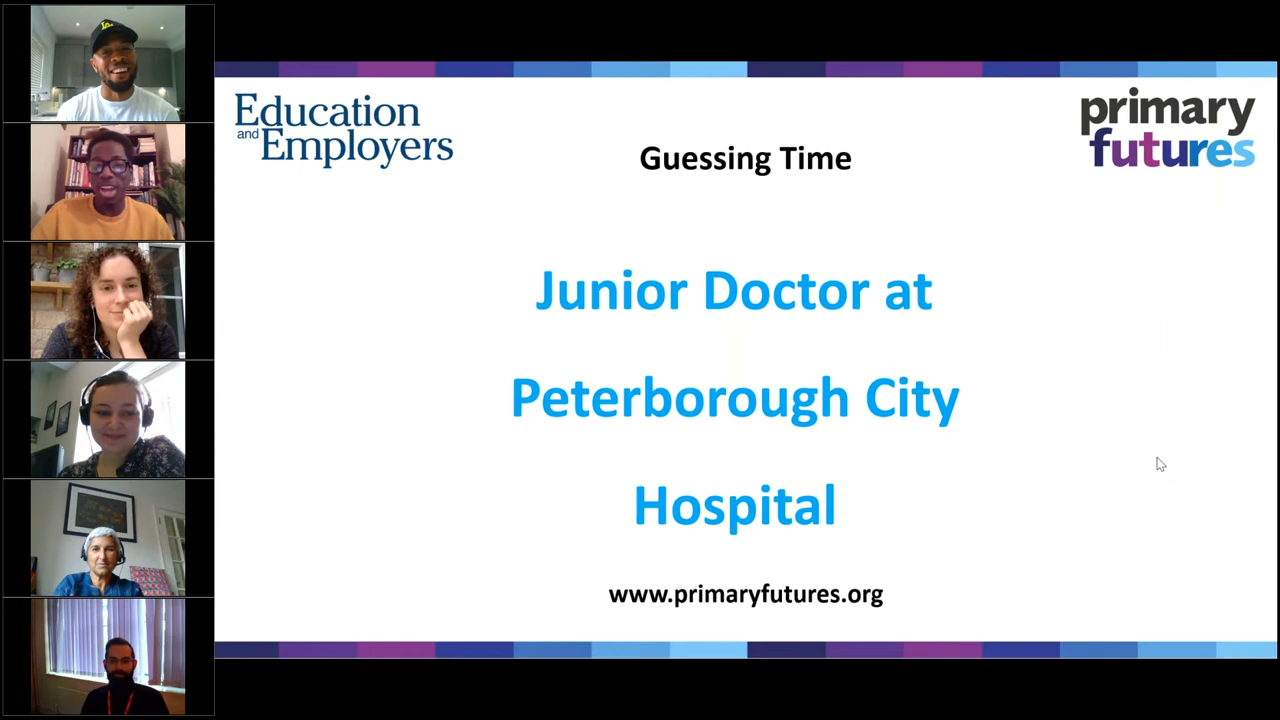 Education
and Employers
primary
futures
Guessing Time
Junior Doctor at
Peterborough City
Hospital
www.primaryfutures.org